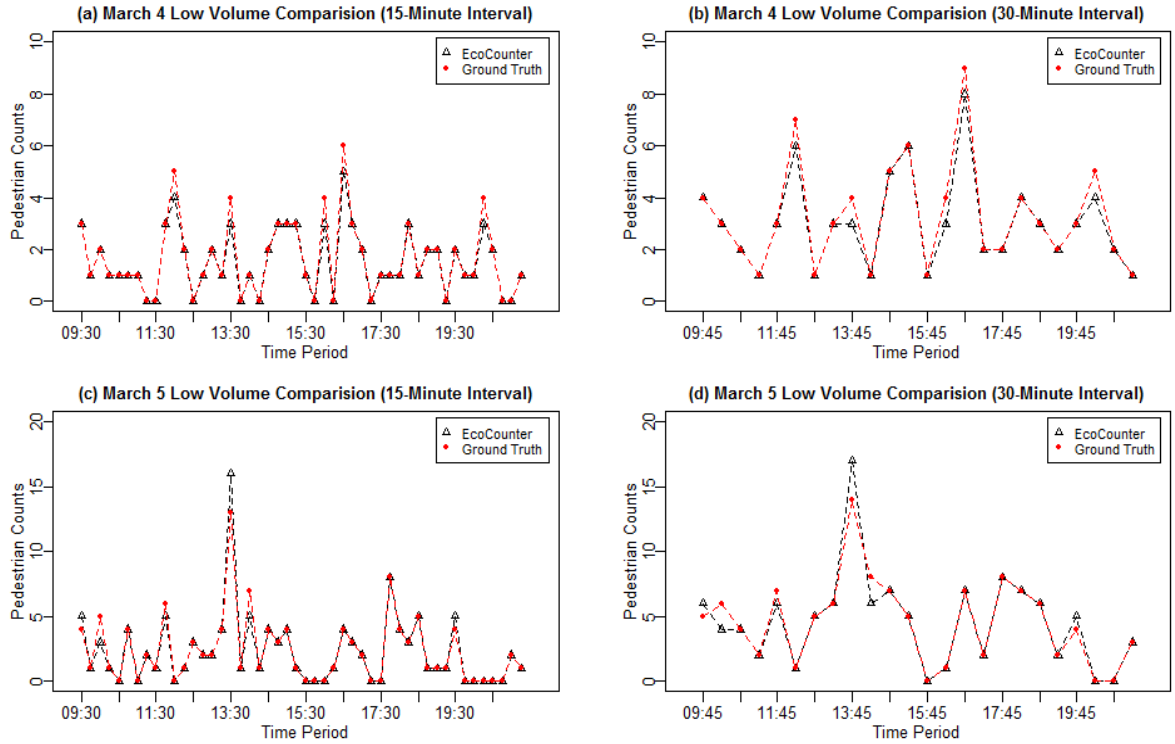 (a) March 4 Low Volume Comparision (15-Minute Interval)
Pedestrian Counts
10
8
6
4
2
0
EcoCounter
Ground Truth
09:30 11:30 13:30 15:30 17:30 19:30
Time Period
(b) March 4 Low Volume Comparision (30-Minute Interval)
Pedestrian Counts
10
8
6
4
2
0
EcoCounter
Ground Truth
09:45 11:45 13:45 15:45 17:45 19:45
Time Period
(c) March 5 Low Volume Comparision (15-Minute Interval)
Pedestrian Counts
20
15
10
5
0
EcoCounter
Ground Truth
09:30 11:30 13:30 15:30 17:30 19:30
Time Period
(d) March 5 Low Volume Comparision (30-Minute Interval)
Pedestrian Counts
20
15
10
5
0
EcoCounter
Ground Truth
09:45 11:45 13:45 15:45 17:45 19:45
Time Period